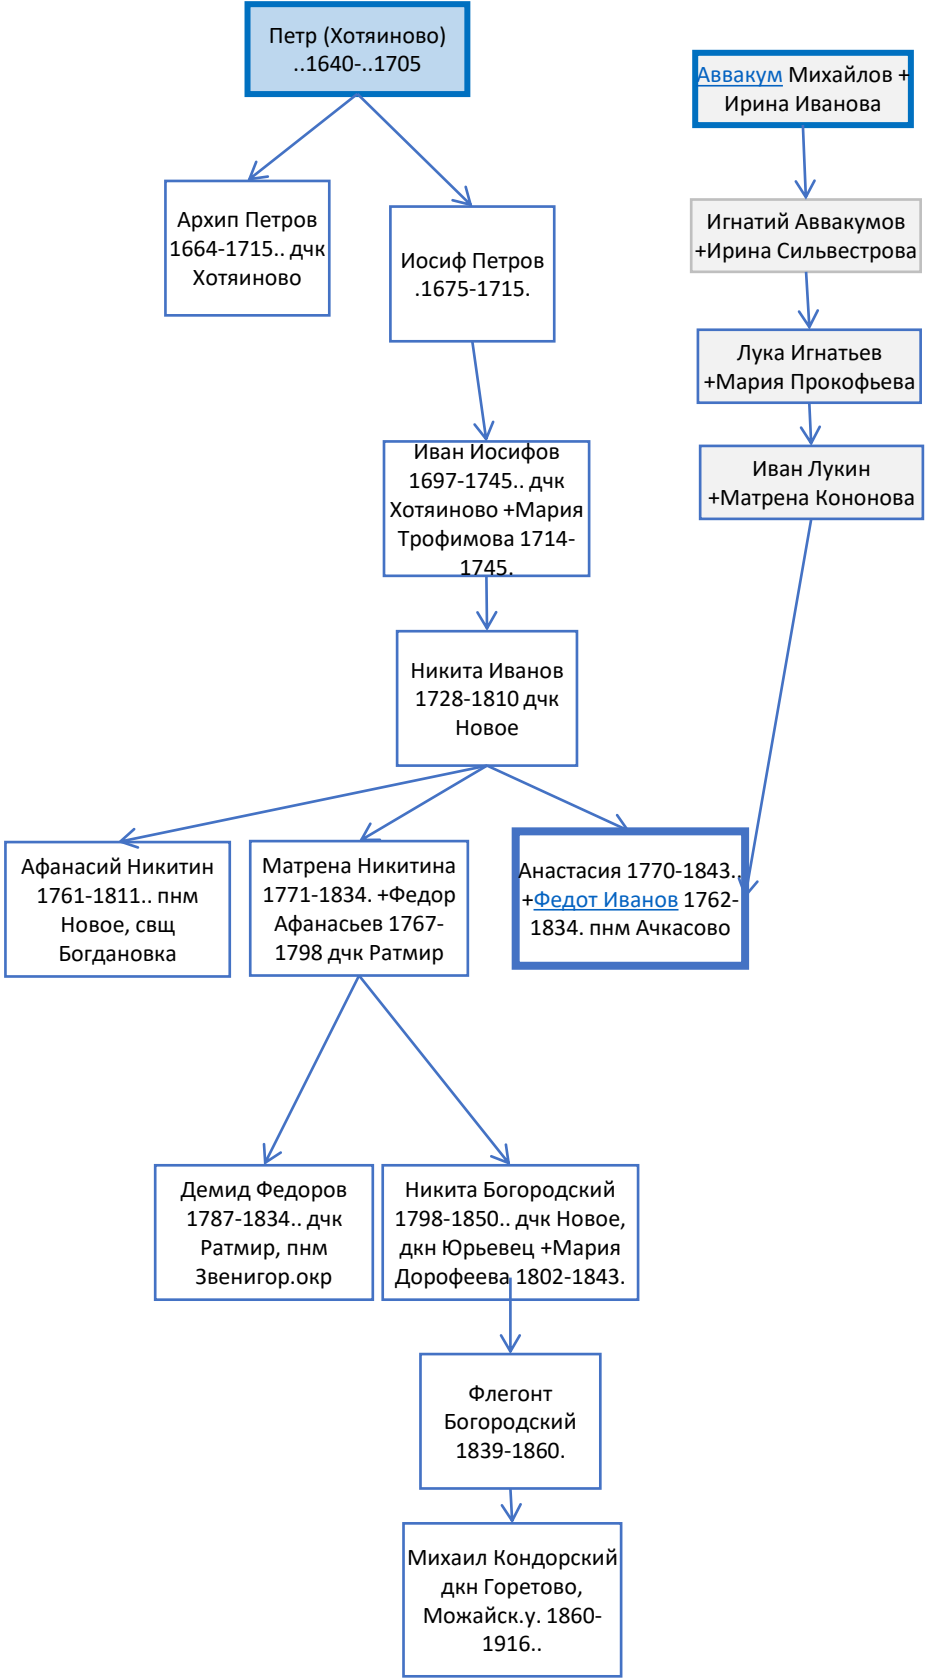 Петр (Хотяиново)
..1640-..1705
Аввакум Михайлов +
Ирина Иванова
Архип Петров
1664-1715.. дчк
Хотяиново
Иосиф Петров
.1675-1715.
Игнатий Аввакумов
+Ирина Сильвестрова
Лука Игнатьев
+Мария Прокофьева
Иван Иосифов
1697-1745.. дчк
Хотяиново +Мария
Трофимова 1714-
1745.
Иван Лукин
+Матрена Кононова
Никита Иванов
1728-1810 дчк
Новое
Афанасий Никитин
1761-1811.. пнм
Новое, свщ
Богдановка
Матрена Никитина
1771-1834. +Федор
Афанасьев 1767-
1798 дчк Ратмир
Анастасия 1770-1843..
+Федот Иванов 1762-
1834. пнм Ачкасово
Демид Федоров
1787-1834.. дчк
Ратмир, пнм
Звенигор.окр
Никита Богородский
1798-1850.. дчк Новое,
дкн Юрьевец +Мария
Дорофеева 1802-1843.
Флегонт
Богородский
1839-1860.
Михаил Кондорский
дкн Горетово,
Можайск.у. 1860-
1916..